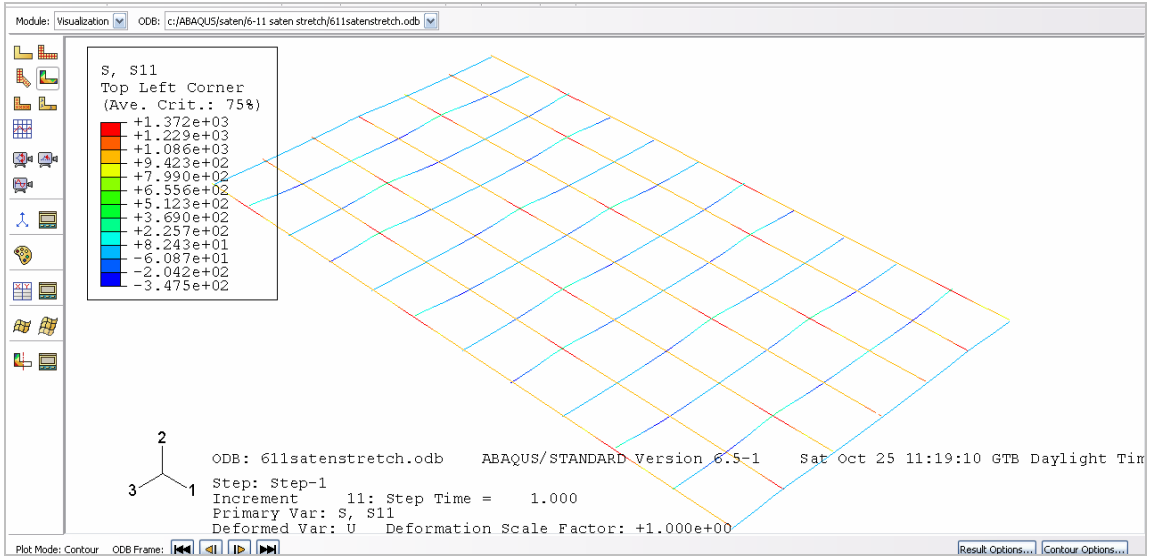 Module: Visualization ODB: c:/ABAQUS/saten/6-11 saten stretch/611satenstretch.odb
S, S11
Top Left Corner
(Ave. Crit.: 75%)
+1.372e+03
+1.229e+03
+1.086e+03
+9.423e+02
+7.990e+02
+6.556e+02
+5.123e+02
+3.690e+02
+2.257e+02
+8.243e+01
-6.087e+01
-2.042e+02
-3.475e+02
2
3
1
ODB: 611satenstretch.odb ABAQUS/STANDARD Version 6.5-1 Sat Oct 25 11:19:10 GTB Daylight Tim
Step: Step-1
Increment 11: Step Time = 1.000
Primary Var: S, S11
Deformed Var: U Deformation Scale Factor: +1.000e+00
Plot Mode: Contour ODB Frame: Result Options... Contour Options...